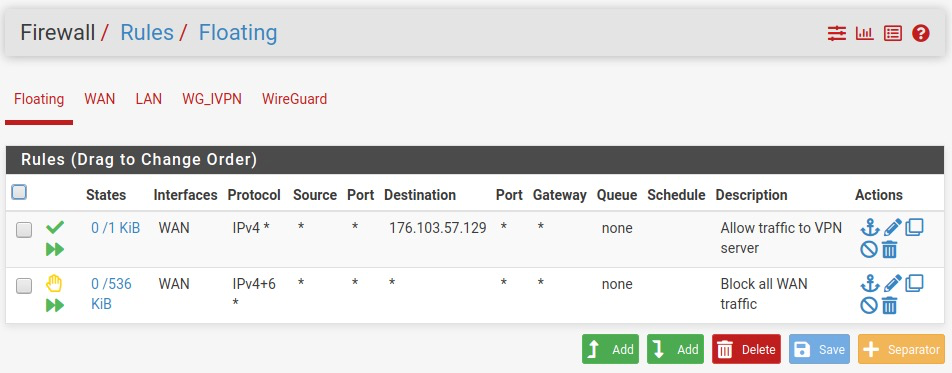 Firewall / Rules / Floating
Floating WAN LAN WG_IVPN WireGuard
Rules (Drag to Change Order)
States Interfaces Protocol Source Port Destination Port Gateway Queue Schedule Description Actions
0 /1 KiB WAN IPv4 * * * 176.103.57.129 * * none Allow traffic to VPN
server
0 /536 WAN IPv4+6 * * * * * none Block all WAN
KiB * traffic
Add Add Delete Save Separator